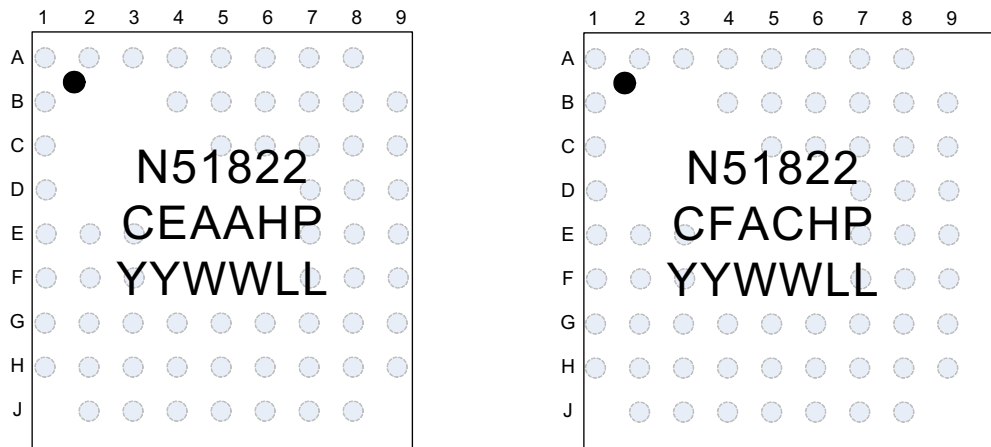 1 2 3 4 5 6 7 8 9
A
B
C
D
E
F
G
H
J
N51822
CEAAHP
YYWWLL
1 2 3 4 5 6 7 8 9
A
B
C
D
E
F
G
H
J
N51822
CFACHP
YYWWLL